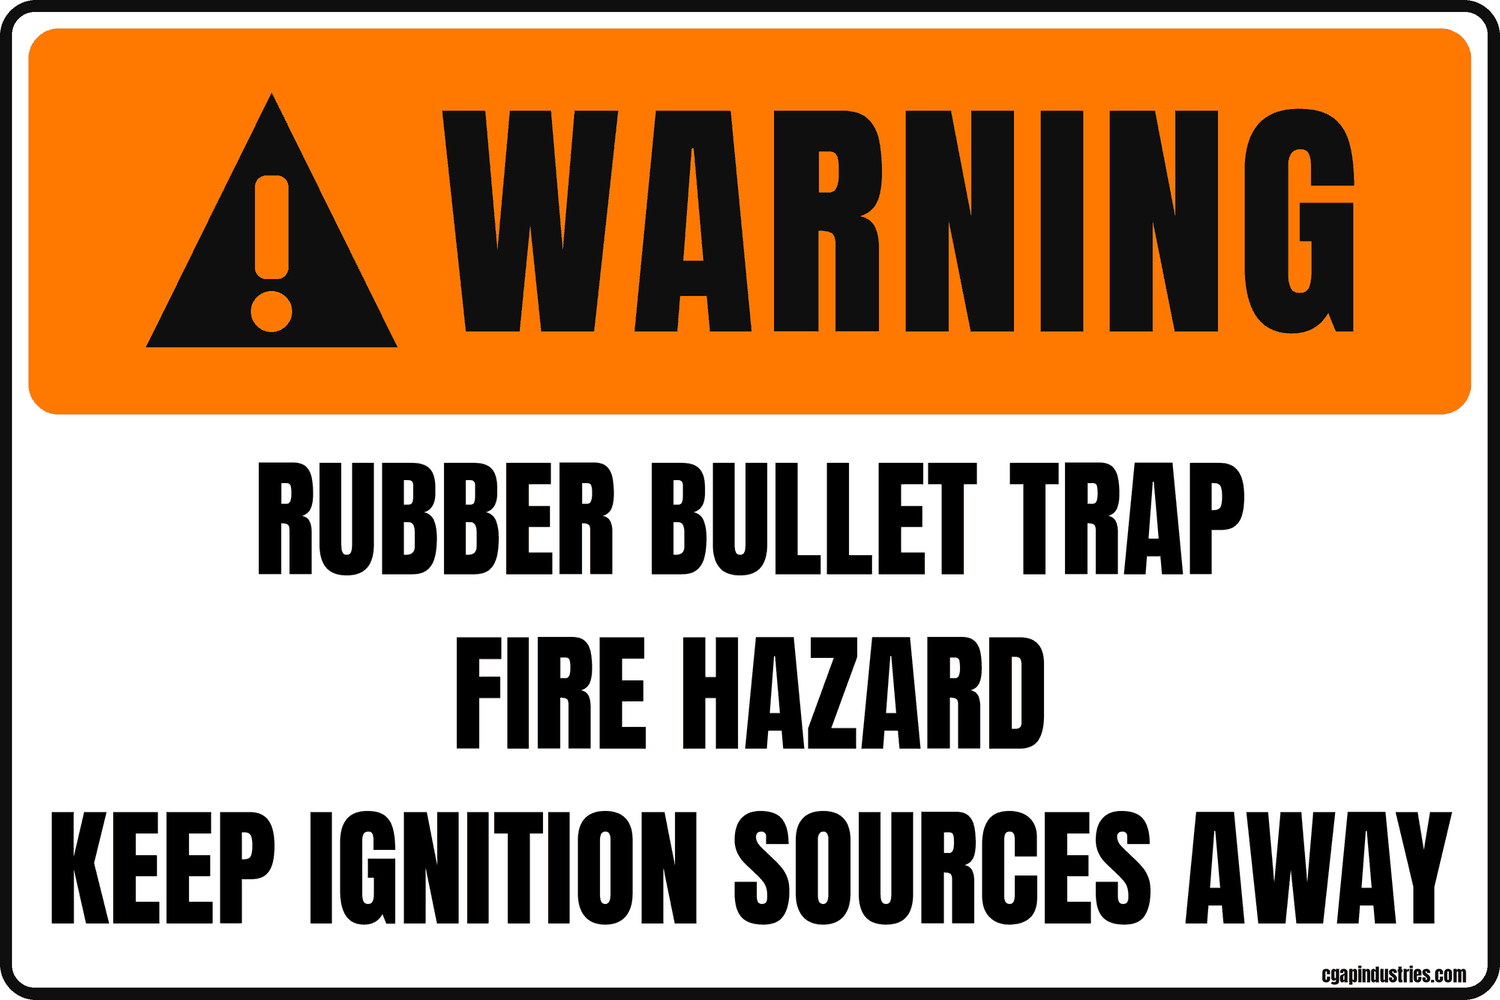 WARNING
RUBBER BULLET TRAP
FIRE HAZARD
KEEP IGNITION SOURCES AWAY
cgapindustries.com